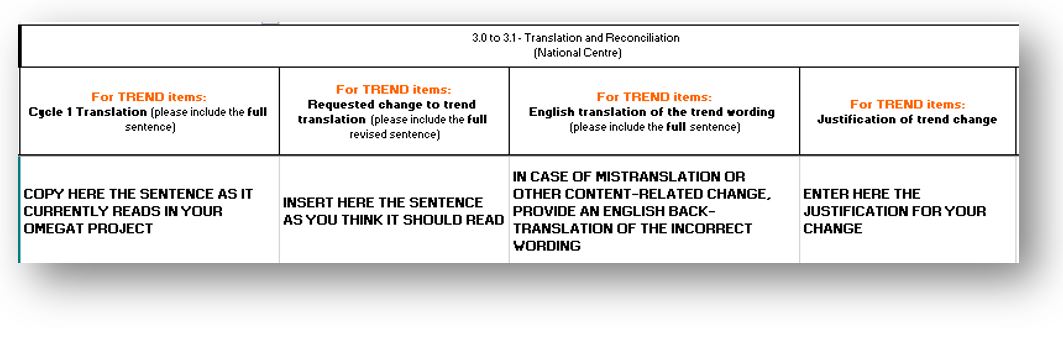 3.0 to 3.1 - Translation and Reconciliation
(National Centre)
For TREND items:
Cycle 1 Translation (please include the full
sentence)
For TREND items:
Requested change to trend
translation (please include the full
revised sentence)
For TREND items:
English translation of the trend wording
(please include the full sentence)
For TREND items:
Justification of trend change
COPY HERE THE SENTENCE AS IT
CURRENTLY READS IN YOUR
OMEGAT PROJECT
INSERT HERE THE SENTENCE
AS YOU THINK IT SHOULD READ
IN CASE OF MISTRANSLATION OR
OTHER CONTENT-RELATED CHANGE,
PROVIDE AN ENGLISH BACK-
TRANSLATION OF THE INCORRECT
WORDING
ENTER HERE THE
JUSTIFICATION FOR YOUR
CHANGE